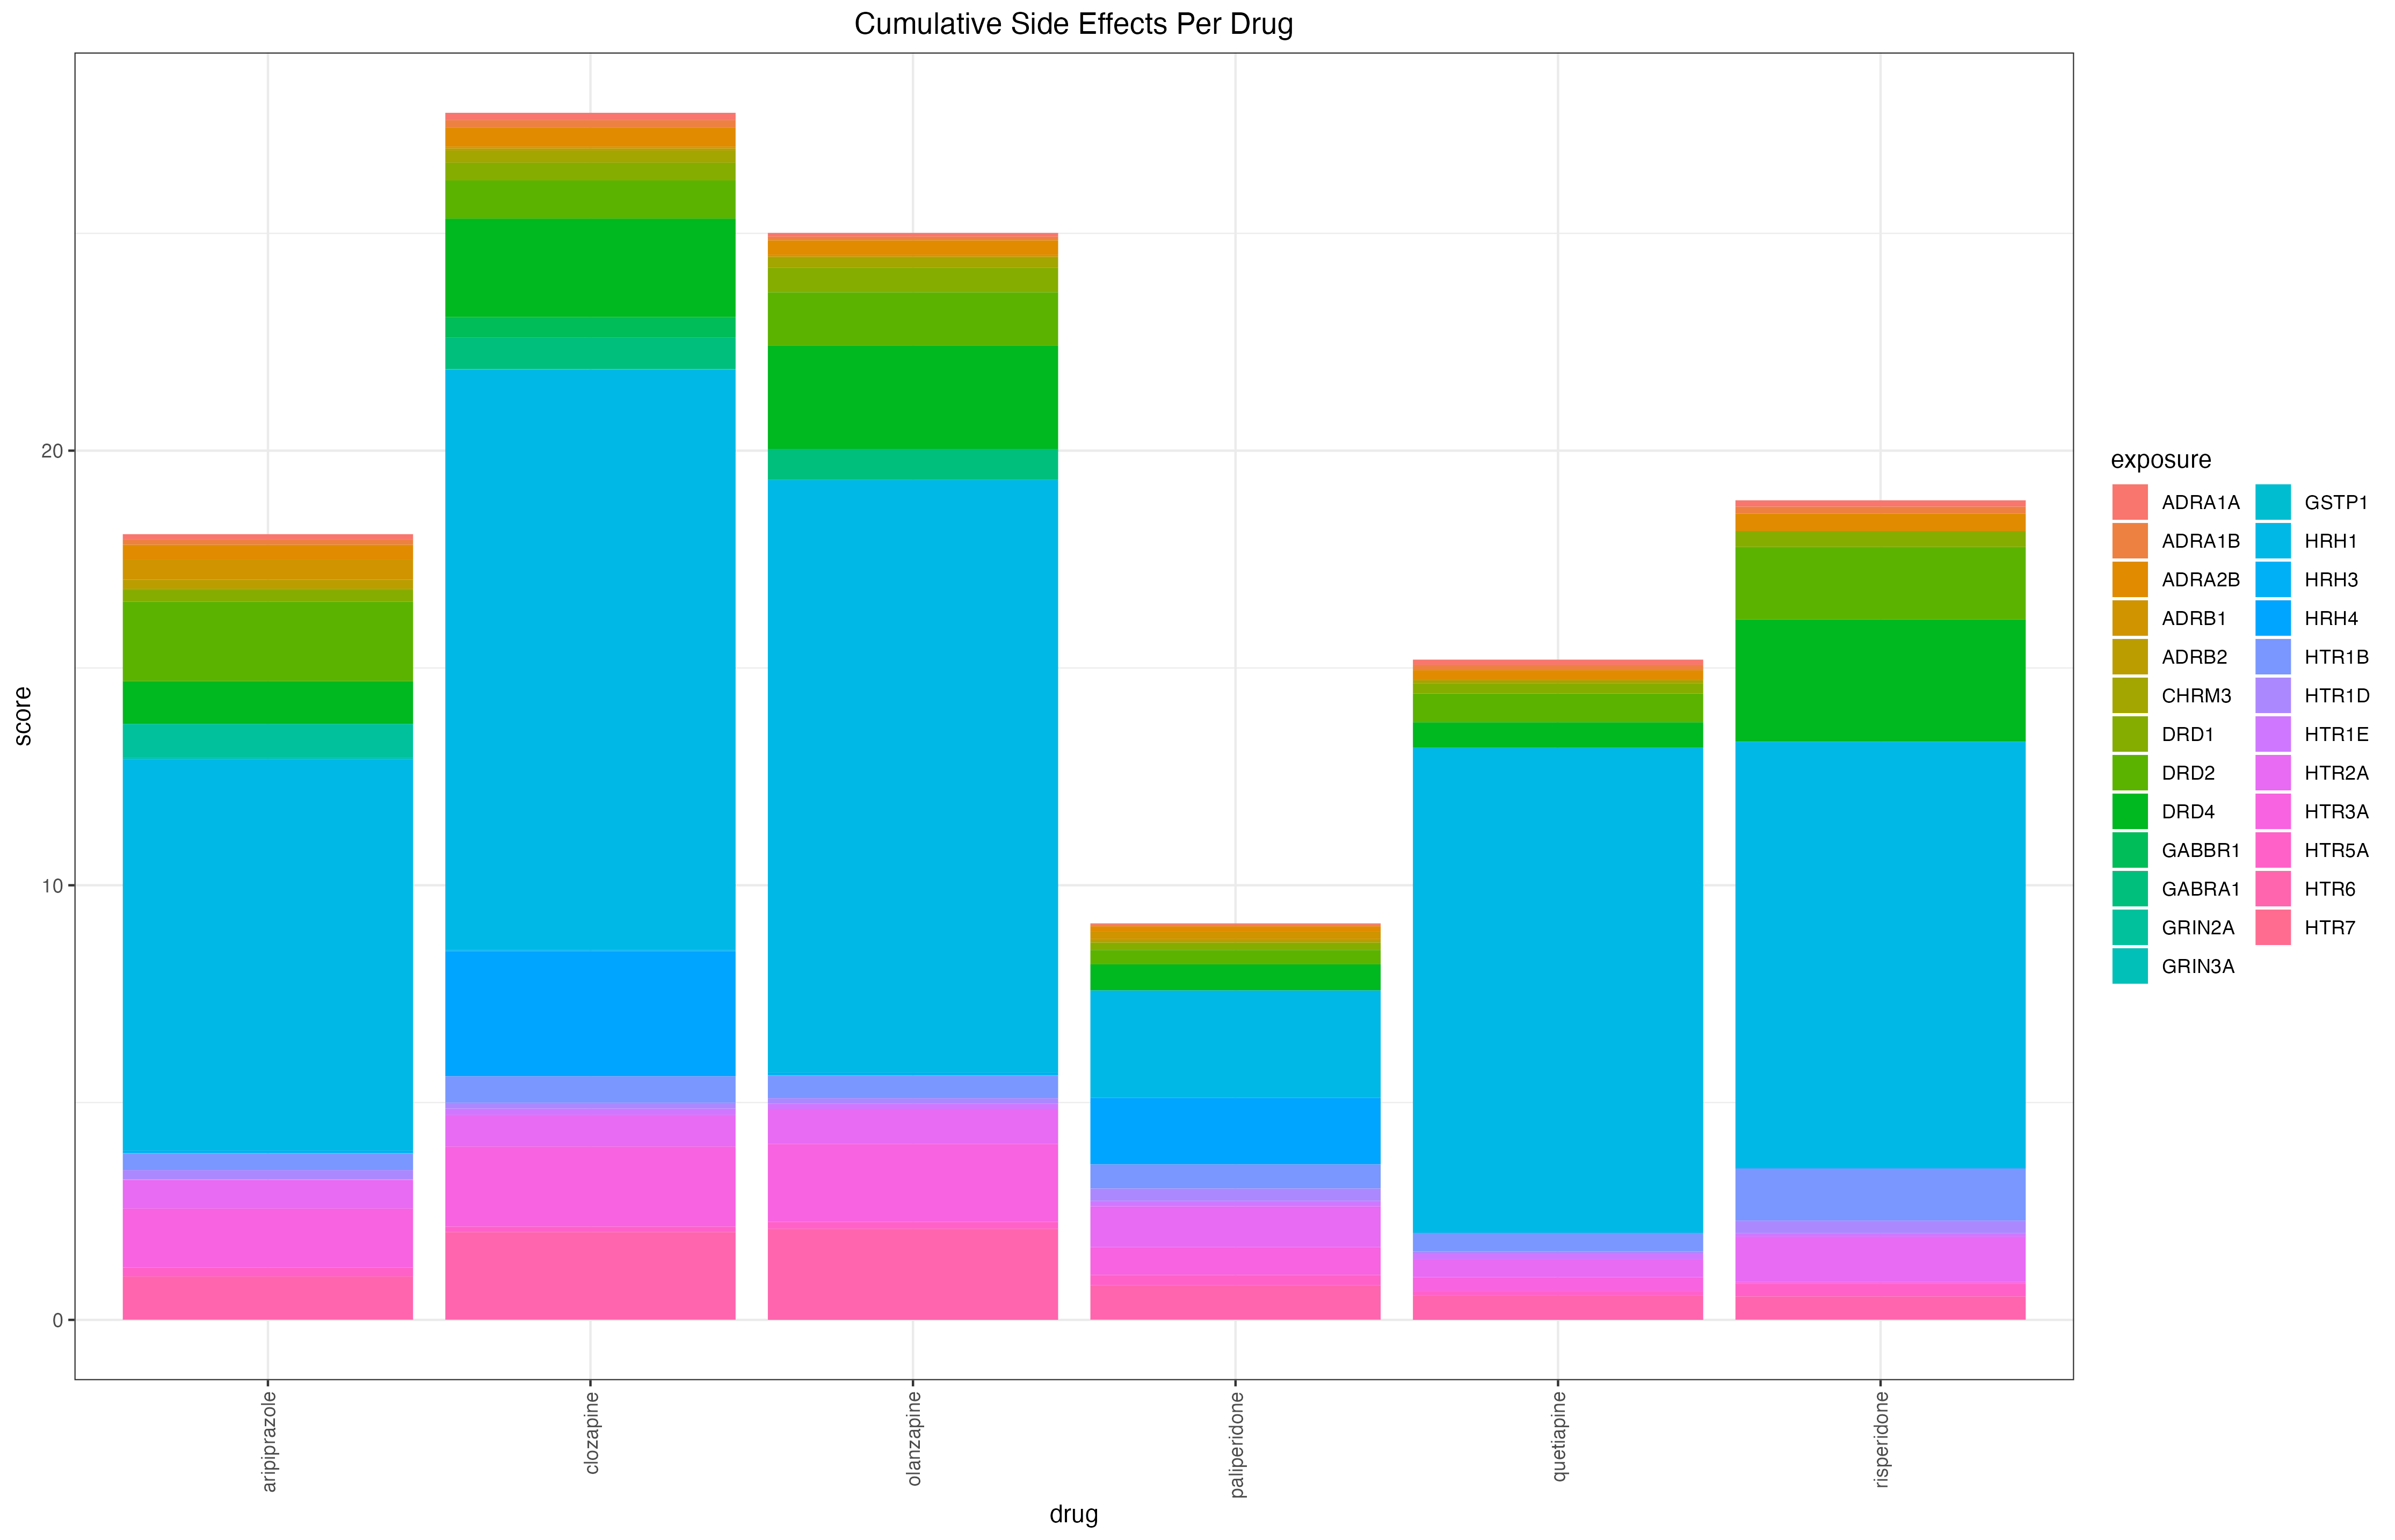 Cumulative Side Effects Per Drug
score
20
10
0
aripiprazole
clozapine
olanzapine
paliperidone
quetiapine
risperidone
drug
exposure
ADRA1A
ADRA1B
ADRA2B
ADRB1
ADRB2
CHRM3
DRD1
DRD2
DRD4
GABBR1
GABRA1
GRIN2A
GRIN3A
GSTP1
HRH1
HRH3
HRH4
HTR1B
HTR1D
HTR1E
HTR2A
HTR3A
HTR5A
HTR6
HTR7